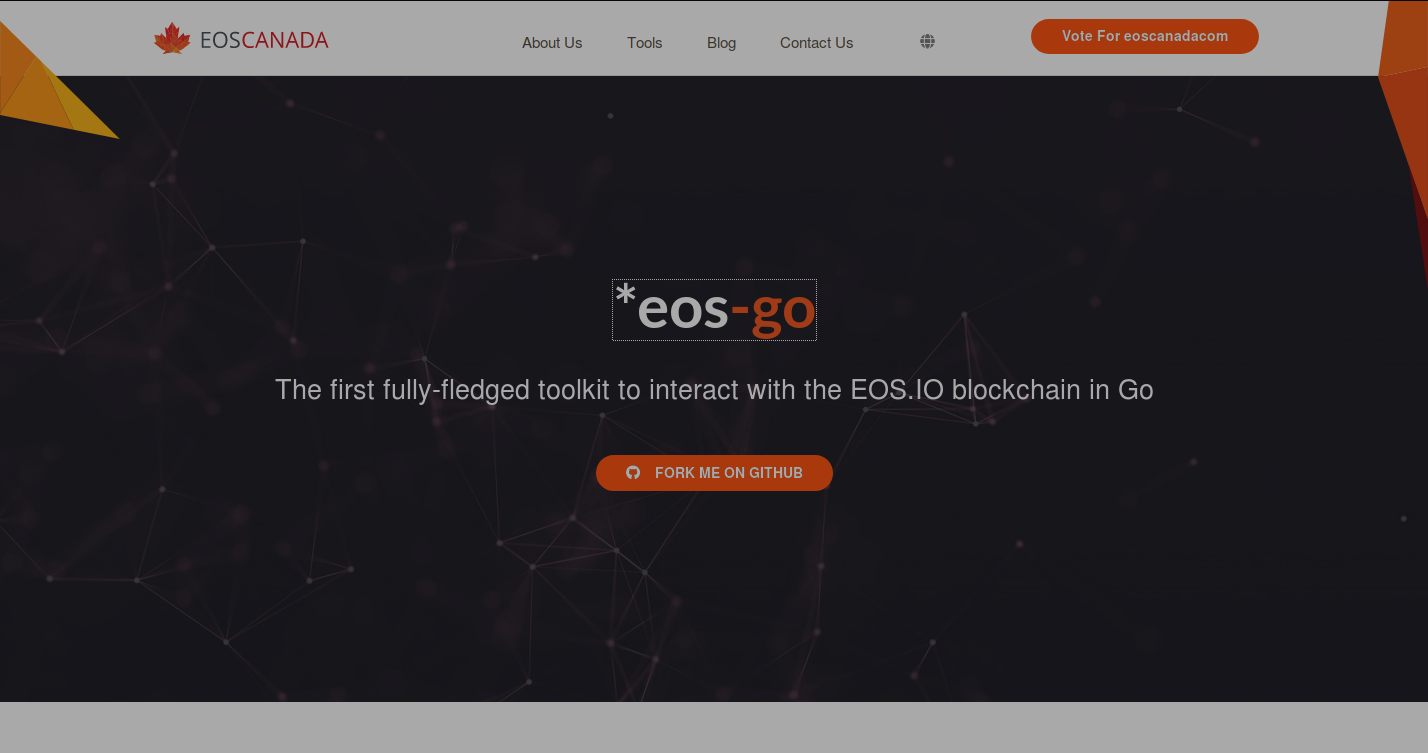 EOSCANADA
About Us
Tools
Blog
Contact Us
Vote For eoscanadacom
*eos-go
The first fully-fledged toolkit to interact with the EOS.IO blockchain in Go
FORK ME ON GITHUB